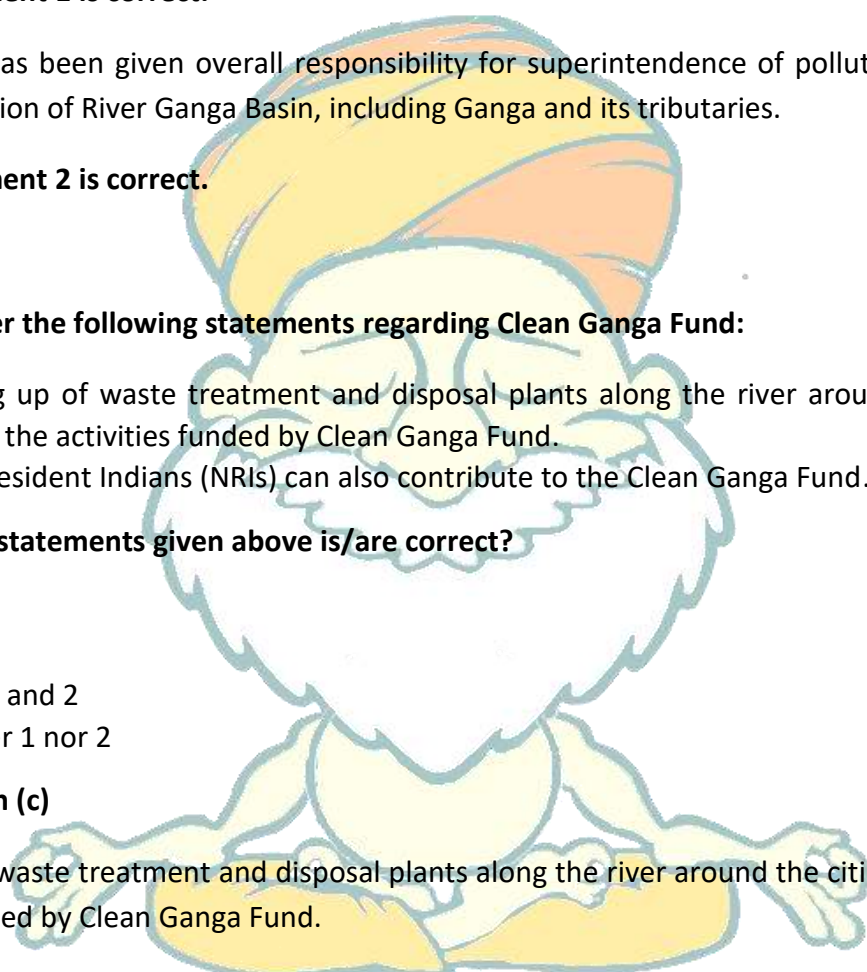 as been given overall responsibility for superintendence of pollut
ion of River Ganga Basin, including Ganga and its tributaries.
ent 2 is correct.
er the following statements regarding Clean Ganga Fund:
g up of waste treatment and disposal plants along the river arou
the activities funded by Clean Ganga Fund.
esident Indians (NRIs) can also contribute to the Clean Ganga Fund.
statements given above is/are correct?
and 2
r 1 nor 2
n (c)
waste treatment and disposal plants along the river around the citi
ed by Clean Ganga Fund.